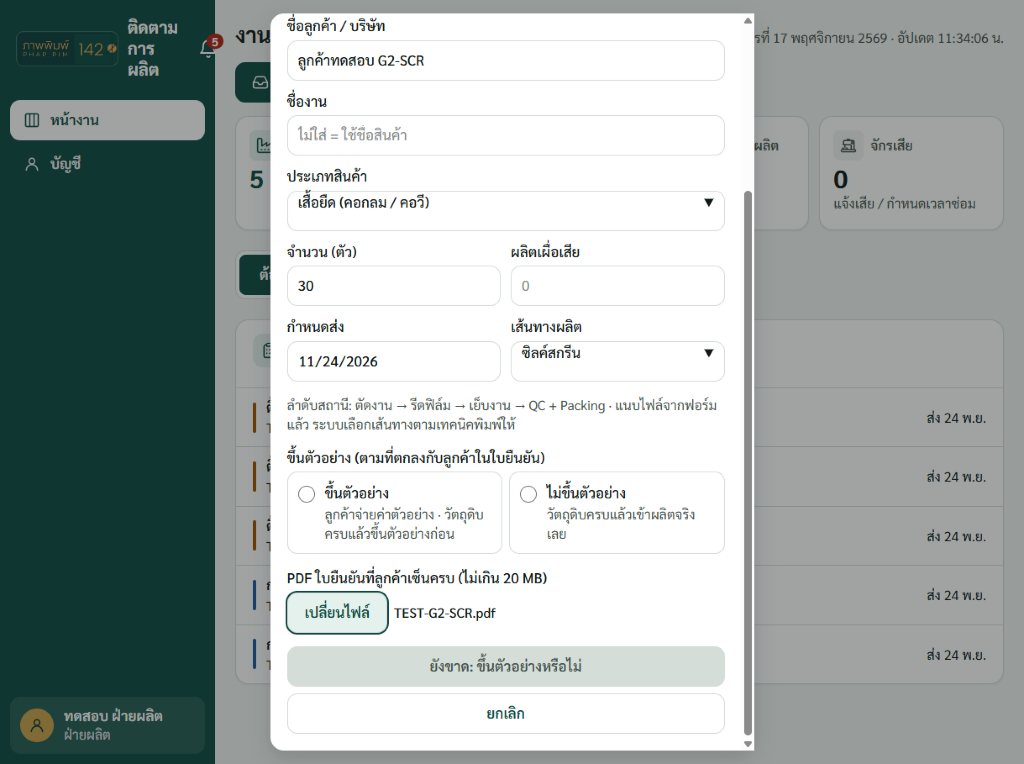 ภาพพิมพ์ 142
PHAP PIM
ติดตาม
การ
ผลิต
5
หน้างาน
บัญชี
งาน
รที่ 17 พฤศจิกายน 2569 · อัปเดต 11:34:06 น.
5
ผลิต
จักรเสีย
0
แจ้งเสีย / กำหนดเวลาซ่อม
ชื่อลูกค้า / บริษัท
ลูกค้าทดสอบ G2-SCR
ชื่องาน
ไม่ใส่ = ใช้ชื่อสินค้า
ประเภทสินค้า
เสื้อยืด (คอกลม / คอวี)
จำนวน (ตัว)
ผลิตเผื่อเสีย
30
0
กำหนดส่ง
เส้นทางผลิต
11/24/2026
ซิลค์สกรีน
ลำดับสถานี: ตัดงาน → รีดฟิล์ม → เย็บงาน → QC + Packing · แนบไฟล์จากฟอร์ม
แล้ว ระบบเลือกเส้นทางตามเทคนิคพิมพ์ให้
ขึ้นตัวอย่าง (ตามที่ตกลงกับลูกค้าในใบยืนยัน)
ขึ้นตัวอย่าง
ลูกค้าจ่ายค่าตัวอย่าง · วัตถุดิบ
ครบแล้วขึ้นตัวอย่างก่อน
ไม่ขึ้นตัวอย่าง
วัตถุดิบครบแล้วเข้าผลิตจริง
เลย
PDF ใบยืนยันที่ลูกค้าเซ็นครบ (ไม่เกิน 20 MB)
เปลี่ยนไฟล์
TEST-G2-SCR.pdf
ยังขาด: ขึ้นตัวอย่างหรือไม่
ยกเลิก
ส่ง 24 พ.ย.
ส่ง 24 พ.ย.
ส่ง 24 พ.ย.
ส่ง 24 พ.ย.
ส่ง 24 พ.ย.
ทดสอบ ฝ่ายผลิต
ฝ่ายผลิต